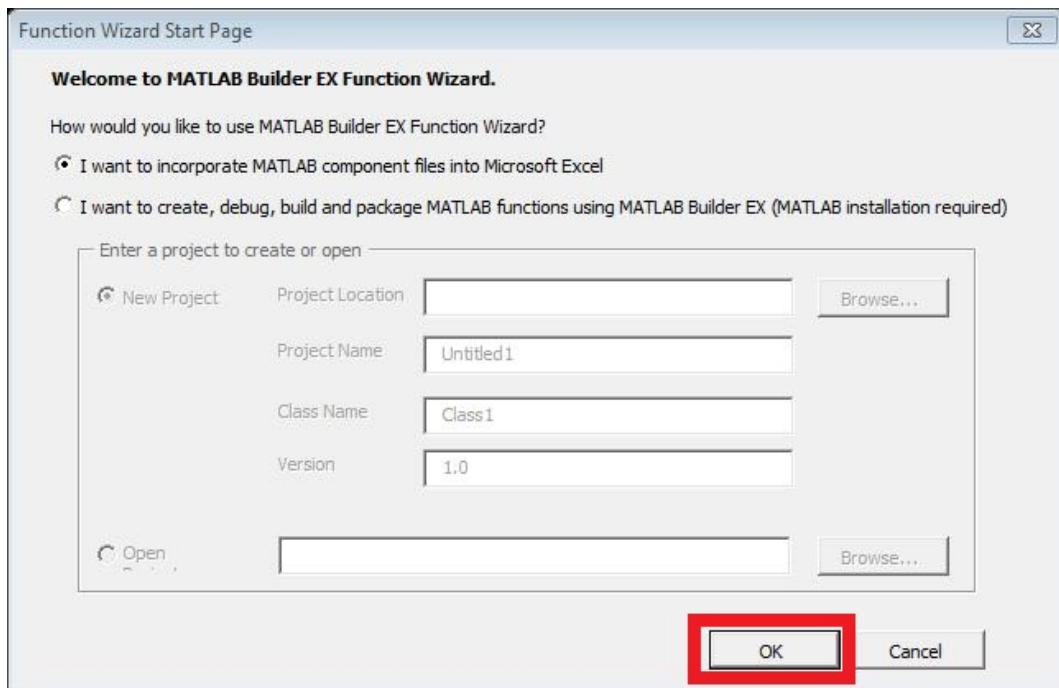 Function Wizard Start Page
Welcome to MATLAB Builder EX Function Wizard.
How would you like to use MATLAB Builder EX Function Wizard?
I want to incorporate MATLAB component files into Microsoft Excel
I want to create, debug, build and package MATLAB functions using MATLAB Builder EX (MATLAB installation required)
Enter a project to create or open
New Project Project Location Browse...
Project Name Untitled1
Class Name Class1
Version 1.0
Open Browse...
OK Cancel